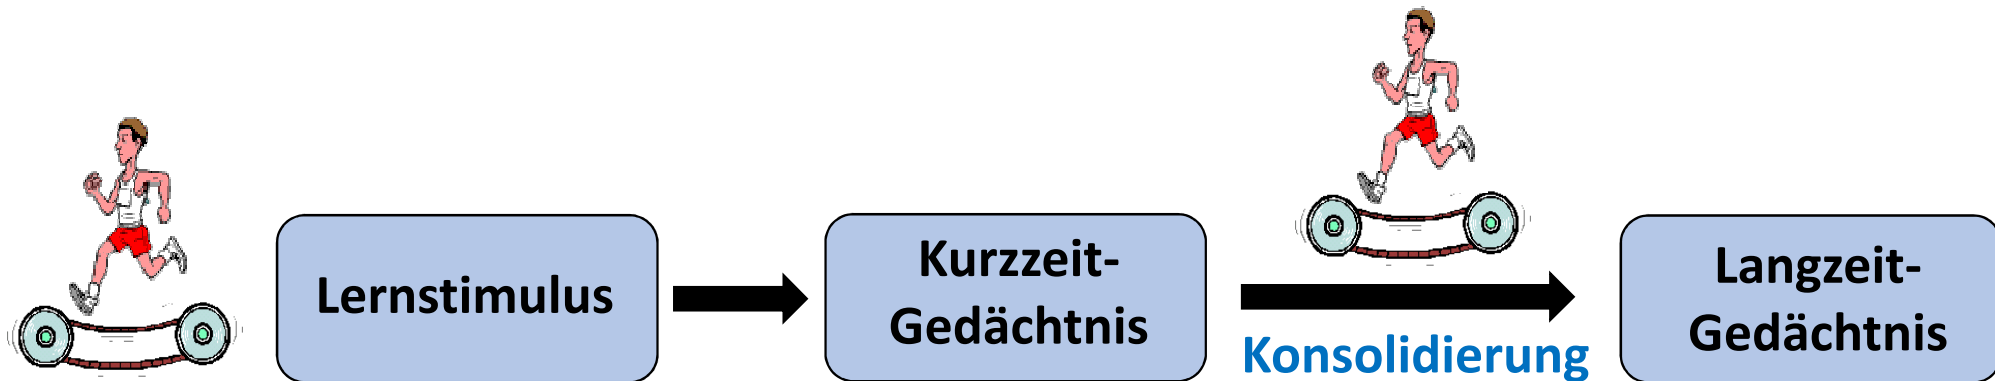 Lernstimulus
Kurzzeit-
Gedächtnis
Konsolidierung
Langzeit-
Gedächtnis